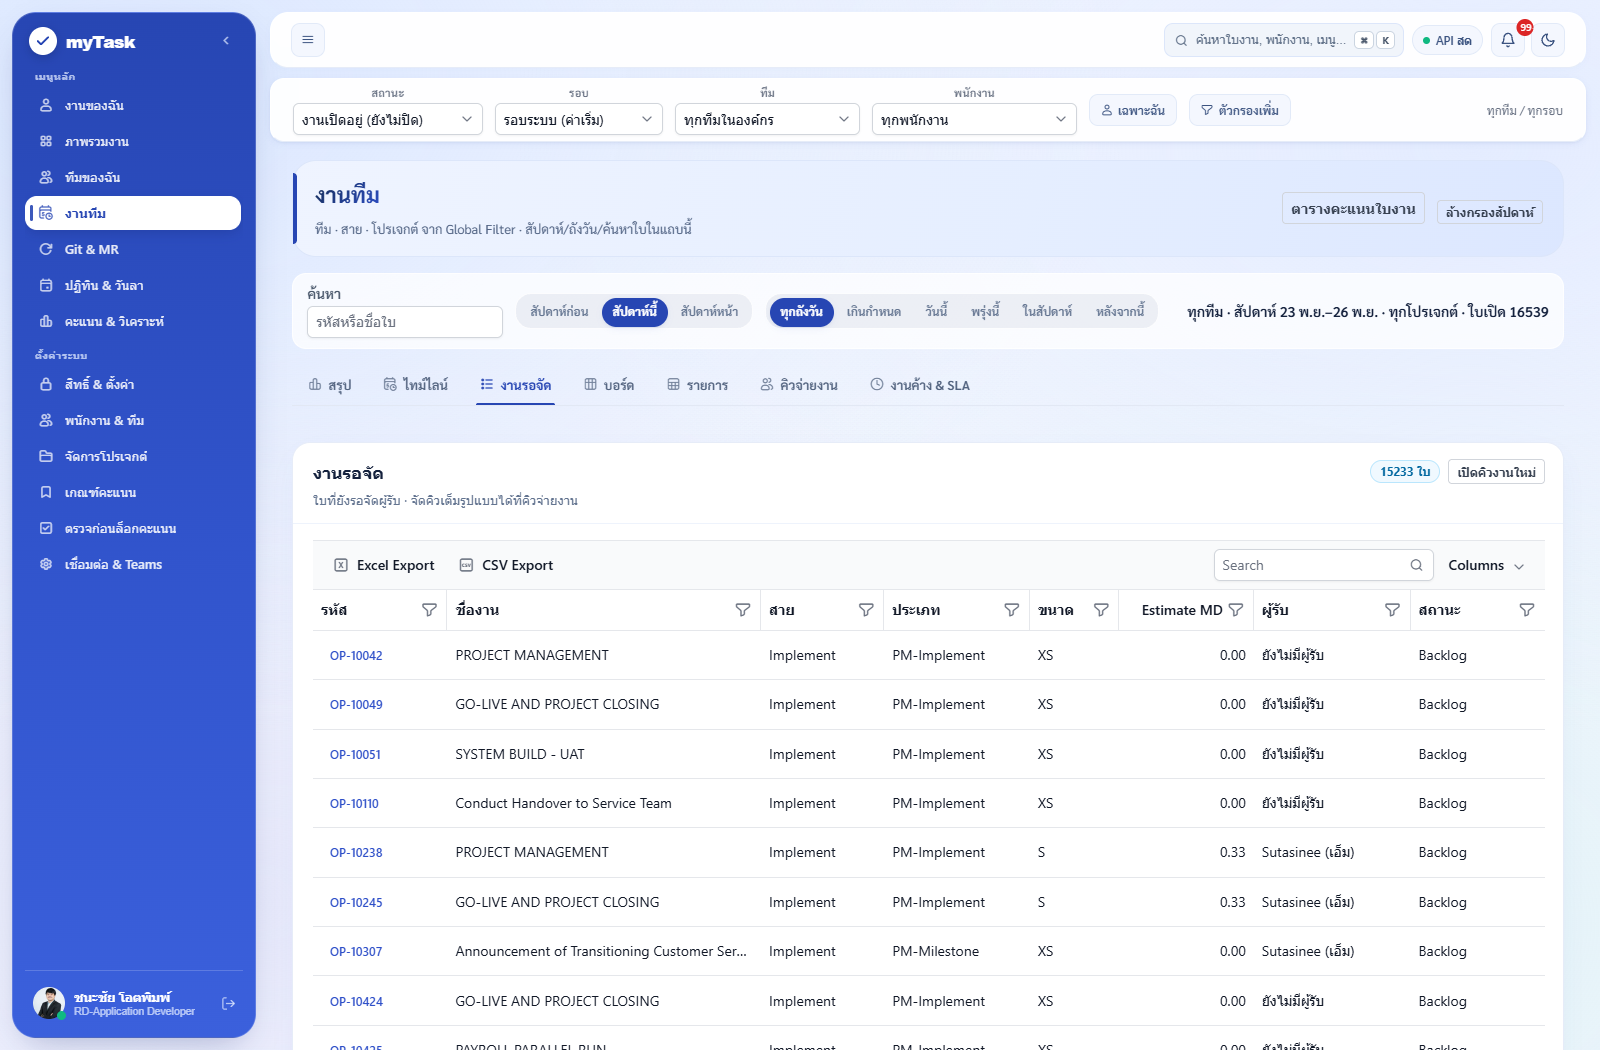 myTask
เมนูหลัก
งานของฉัน
ภาพรวมงาน
ทีมของฉัน
งานทีม
Git & MR
ปฏิทิน & วันลา
คะแนน & วิเคราะห์
ตั้งค่าระบบ
สิทธิ์ & ตั้งค่า
พนักงาน & ทีม
จัดการโปรเจกต์
เกณฑ์คะแนน
ตรวจก่อนล็อกคะแนน
เชื่อมต่อ & Teams
ชนะชัย โอตพิมพ์
RD-Application Developer
ค้นหาใบงาน, พนักงาน, เมนู... ⌘ K
API สด
99
สถานะ รอบ ทีม พนักงาน
งานเปิดอยู่ (ยังไม่ปิด) รอบระบบ (ค่าเริ่ม) ทุกทีมในองค์กร ทุกพนักงาน เฉพาะฉัน ตัวกรองเพิ่ม ทุกทีม / ทุกรอบ
งานทีม
ทีม · สาย · โปรเจกต์ จาก Global Filter · สัปดาห์/ถังวัน/ค้นหาใบในแถบนี้
ตารางคะแนนใบงาน ล้างกรองสัปดาห์
ค้นหา
รหัสหรือชื่อใบ
สัปดาห์ก่อน สัปดาห์นี้ สัปดาห์หน้า
ทุกถังวัน เกินกำหนด วันนี้ พรุ่งนี้ ในสัปดาห์ หลังจากนี้
ทุกทีม · สัปดาห์ 23 พ.ย.–26 พ.ย. · ทุกโปรเจกต์ · ใบเปิด 16539
สรุป ไทม์ไลน์ งานรอจัด บอร์ด รายการ คิวจ่ายงาน งานค้าง & SLA
งานรอจัด
ใบที่ยังรอจัดผู้รับ · จัดคิวเต็มรูปแบบได้ที่คิวจ่ายงาน
15233 ใบ เปิดคิวงานใหม่
Excel Export CSV Export Search Columns
รหัส ชื่องาน สาย ประเภท ขนาด Estimate MD ผู้รับ สถานะ
OP-10042 PROJECT MANAGEMENT Implement PM-Implement XS 0.00 ยังไม่มีผู้รับ Backlog
OP-10049 GO-LIVE AND PROJECT CLOSING Implement PM-Implement XS 0.00 ยังไม่มีผู้รับ Backlog
OP-10051 SYSTEM BUILD - UAT Implement PM-Implement XS 0.00 ยังไม่มีผู้รับ Backlog
OP-10110 Conduct Handover to Service Team Implement PM-Implement XS 0.00 ยังไม่มีผู้รับ Backlog
OP-10238 PROJECT MANAGEMENT Implement PM-Implement S 0.33 Sutasinee (เอ็ม) Backlog
OP-10245 GO-LIVE AND PROJECT CLOSING Implement PM-Implement S 0.33 Sutasinee (เอ็ม) Backlog
OP-10307 Announcement of Transitioning Customer Ser... Implement PM-Milestone XS 0.00 Sutasinee (เอ็ม) Backlog
OP-10424 GO-LIVE AND PROJECT CLOSING Implement PM-Implement XS 0.00 ยังไม่มีผู้รับ Backlog
OP-10425 PAYROLL PARALLEL RUN Implement PM-Implement XS 0.00 ยังไม่มีผู้รับ Backlog